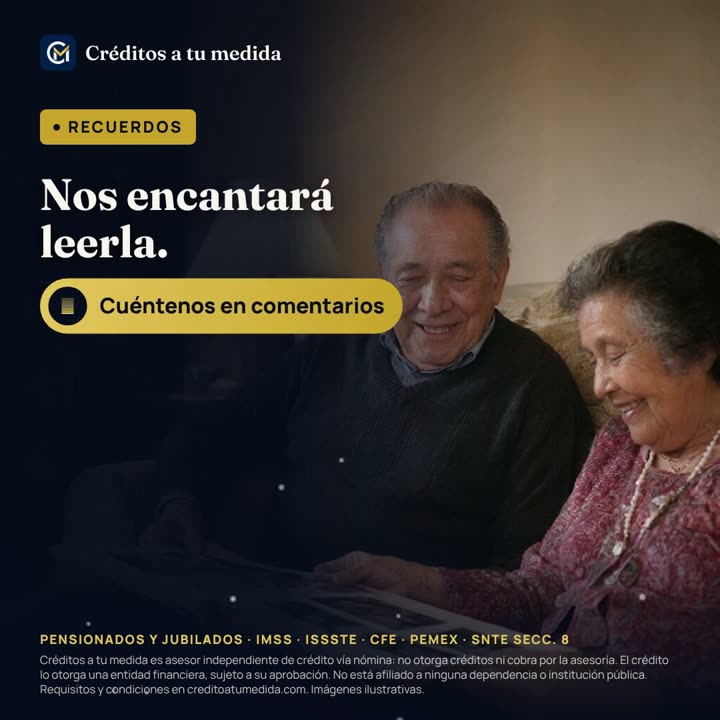 Créditos a tu medida
• RECUERDOS
Nos encantará
leerla.
Cuéntenos en comentarios
PENSIONADOS Y JUBILADOS · IMSS · ISSSTE · CFE · PEMEX · SNTE SECC. 8
Créditos a tu medida es asesor independiente de crédito vía nómina: no otorga créditos ni cobra por la asesoría. El crédito
lo otorga una entidad financiera, sujeto a su aprobación. No está afiliado a ninguna dependencia o institución pública.
Requisitos y condiciones en creditoatumedida.com. Imágenes ilustrativas.